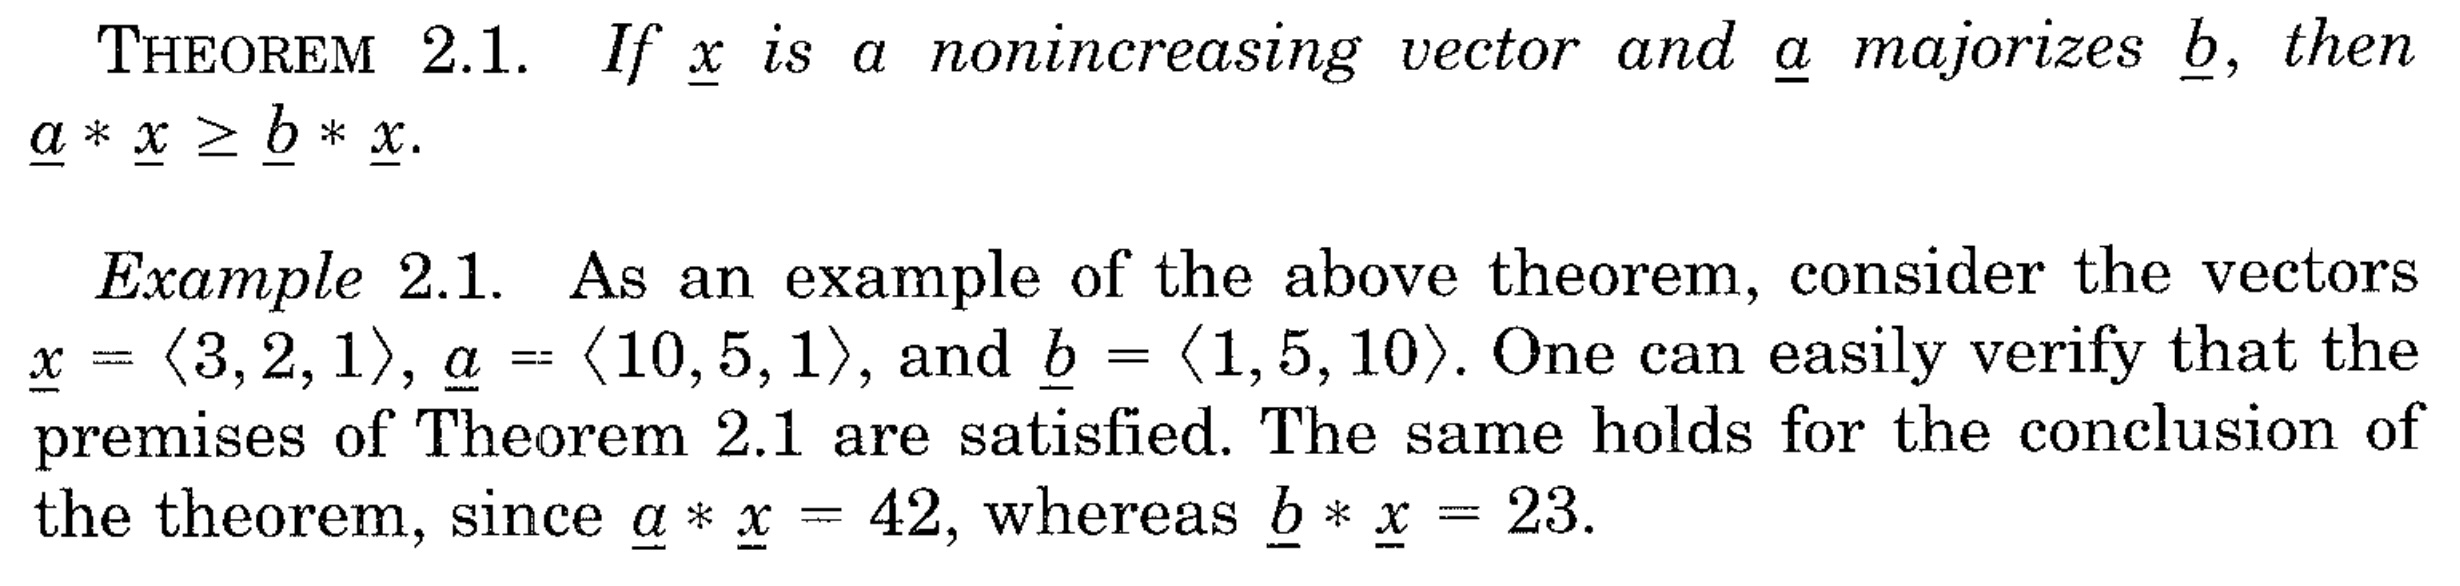 THEOREM 2.1. If x is a nonincreasing vector and a majorizes b, then
a * x ≥ b * x.
Example 2.1. As an example of the above theorem, consider the vectors
x = ⟨3, 2, 1⟩, a = ⟨10, 5, 1⟩, and b = ⟨1, 5, 10⟩. One can easily verify that the
premises of Theorem 2.1 are satisfied. The same holds for the conclusion of
the theorem, since a * x = 42, whereas b * x = 23.